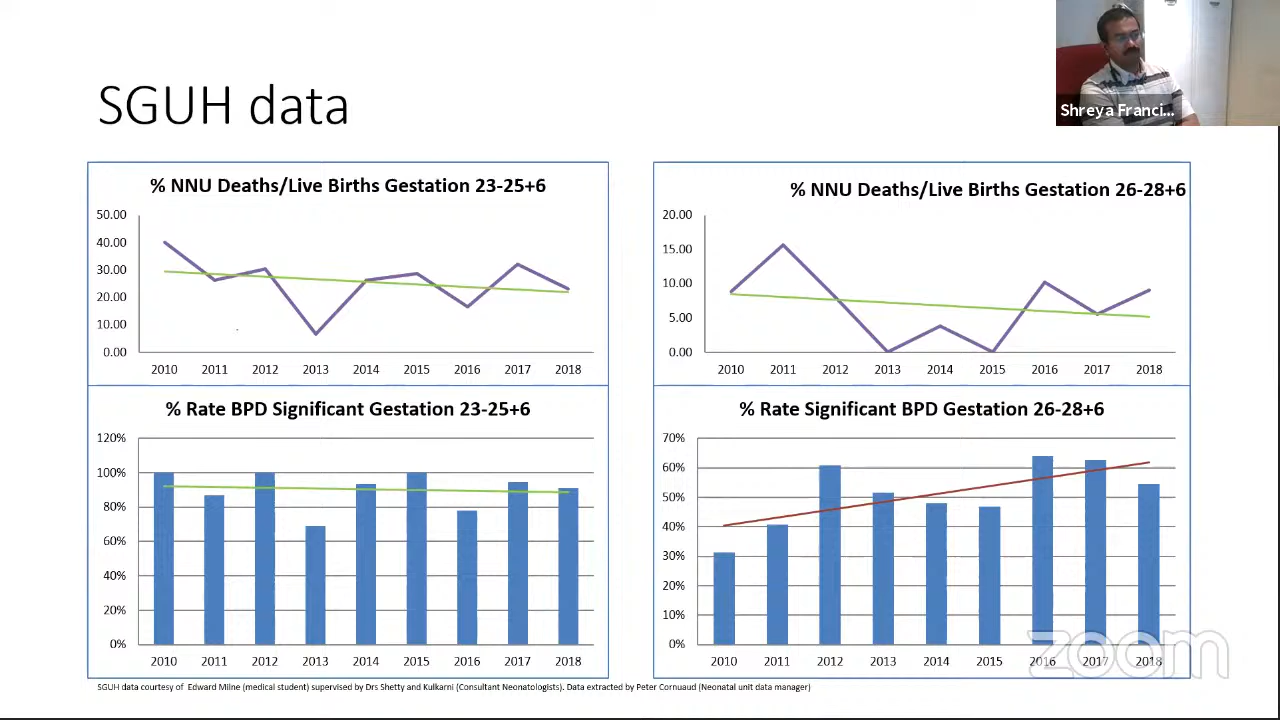 Shreya Franci...
SGUH data
% NNU Deaths/Live Births Gestation 23-25+6
50.00
40.00
30.00
20.00
10.00
0.00
2010 2011 2012 2013 2014 2015 2016 2017 2018
% NNU Deaths/Live Births Gestation 26-28+6
20.00
15.00
10.00
5.00
0.00
2010 2011 2012 2013 2014 2015 2016 2017 2018
% Rate BPD Significant Gestation 23-25+6
120%
100%
80%
60%
40%
20%
0%
2010 2011 2012 2013 2014 2015 2016 2017 2018
% Rate Significant BPD Gestation 26-28+6
70%
60%
50%
40%
30%
20%
10%
0%
2010 2011 2012 2013 2014 2015 2016 2017 2018
zoom
SGUH data courtesy of Edward Milne (medical student) supervised by Drs Shetty and Kulkarni (Consultant Neonatologists). Data extracted by Peter Cornuaud (Neonatal unit data manager)